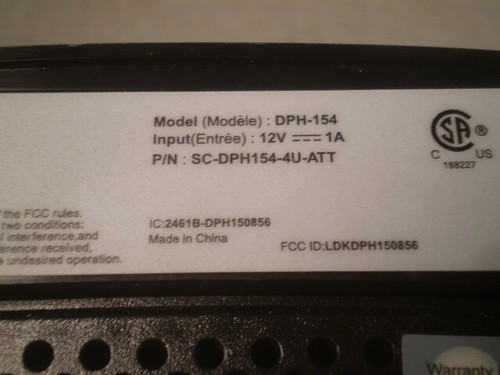 Model (Modèle) : DPH-154
Input(Entrée) : 12V ⎓ 1A
P/N : SC-DPH154-4U-ATT
SA ®
C US
188227
the FCC rules.
two conditions:
interference,and
received,
undesired operation.
IC:2461B-DPH150856
Made in China
FCC ID:LDKDPH150856
Warranty